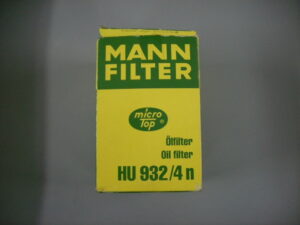 MANN
FILTER
micro
Top ®
Ölfilter
Oil filter
HU 932/4 n